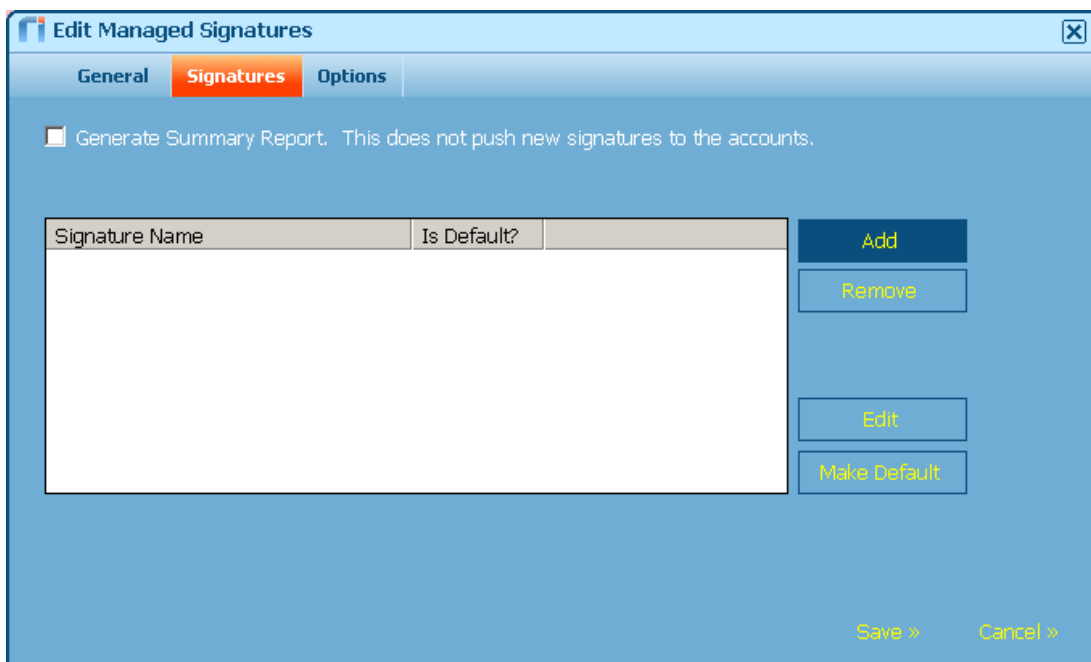 Edit Managed Signatures
General Signatures Options
Generate Summary Report. This does not push new signatures to the accounts.
Signature Name Is Default?
Add
Remove
Edit
Make Default
Save » Cancel »